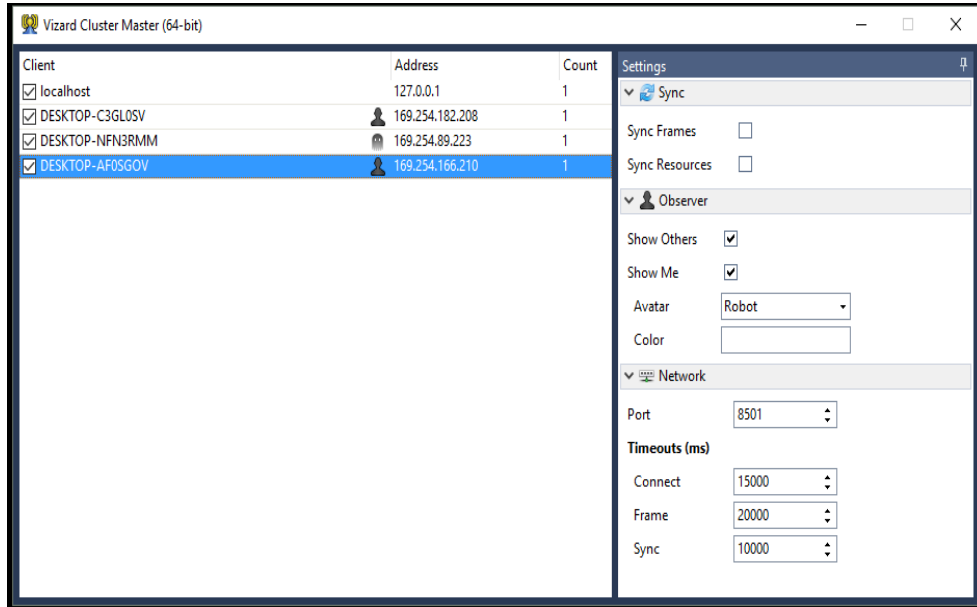 Vizard Cluster Master (64-bit)
Client Address Count
localhost 127.0.0.1 1
DESKTOP-C3GL0SV 169.254.182.208 1
DESKTOP-NFN3RMM 169.254.89.223 1
DESKTOP-AF0SGOV 169.254.166.210 1
Settings
Sync
Sync Frames
Sync Resources
Observer
Show Others
Show Me
Avatar Robot
Color
Network
Port 8501
Timeouts (ms)
Connect 15000
Frame 20000
Sync 10000